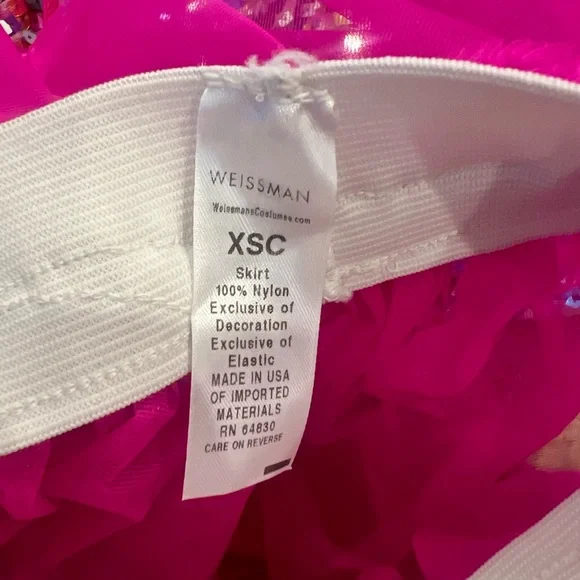 WEISSMAN
WeissmansCostumes.com
XSC
Skirt
100% Nylon
Exclusive of
Decoration
Exclusive of
Elastic
MADE IN USA
OF IMPORTED
MATERIALS
RN 64830
CARE ON REVERSE